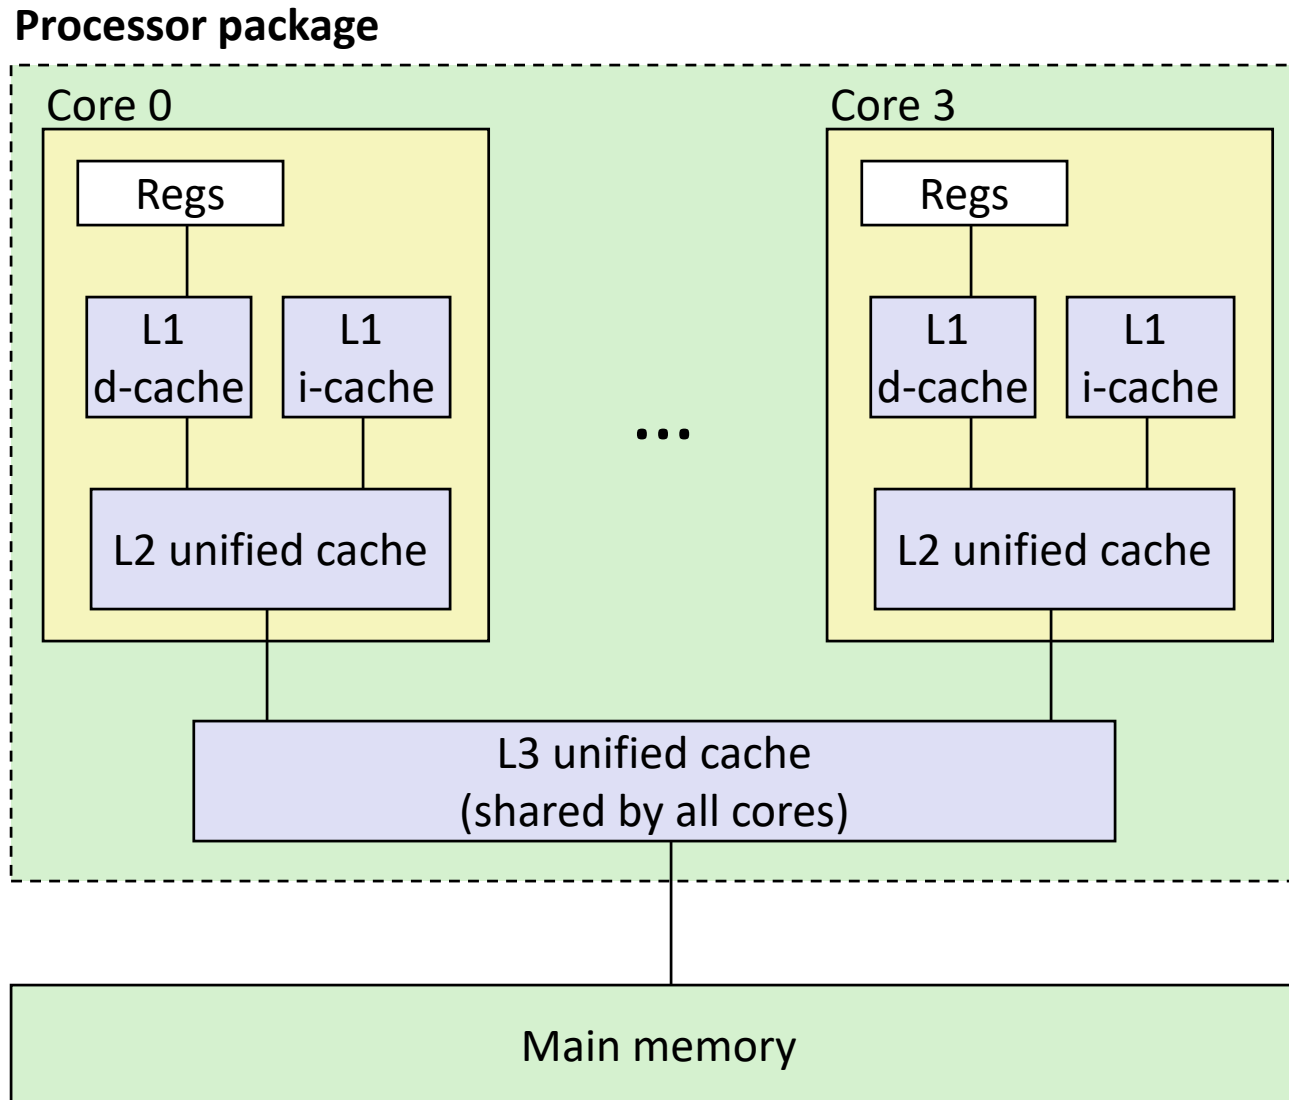 Processor package
Core 0
Regs
L1
d-cache
L1
i-cache
L2 unified cache
...
Core 3
Regs
L1
d-cache
L1
i-cache
L2 unified cache
L3 unified cache
(shared by all cores)
Main memory